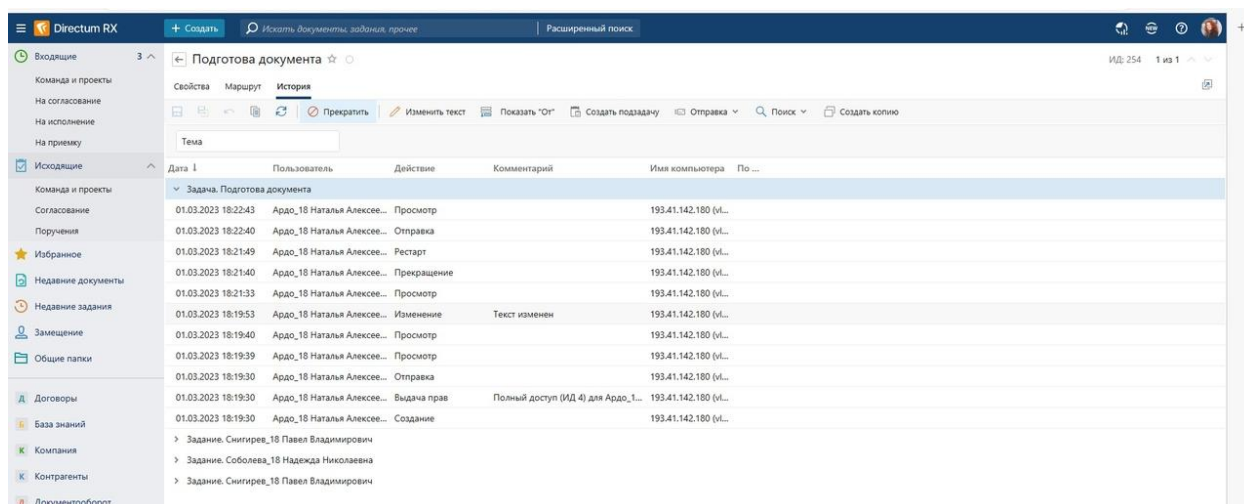 Directum RX
+ Создать
Искать документы, задания, прочее
Расширенный поиск
Входящие 3
Команда и проекты
На согласование
На исполнение
На приемку
Исходящие
Команда и проекты
Согласование
Поручения
Избранное
Недавние документы
Недавние задания
Замещение
Общие папки
Д Договоры
Б База знаний
К Компания
К Контрагенты
Д Документооборот
Подготова документа
ИД: 254 1 из 1
Свойства Маршрут История
Прекратить Изменить текст Показать "От" Создать подзадачу Отправка Поиск Создать копию
Тема
Дата Пользователь Действие Комментарий Имя компьютера По ...
Задача. Подготова документа
01.03.2023 18:22:43 Ардо_18 Наталья Алексее... Просмотр 193.41.142.180 (vl...
01.03.2023 18:22:40 Ардо_18 Наталья Алексее... Отправка 193.41.142.180 (vl...
01.03.2023 18:21:49 Ардо_18 Наталья Алексее... Рестарт 193.41.142.180 (vl...
01.03.2023 18:21:40 Ардо_18 Наталья Алексее... Прекращение 193.41.142.180 (vl...
01.03.2023 18:21:33 Ардо_18 Наталья Алексее... Просмотр 193.41.142.180 (vl...
01.03.2023 18:19:53 Ардо_18 Наталья Алексее... Изменение Текст изменен 193.41.142.180 (vl...
01.03.2023 18:19:40 Ардо_18 Наталья Алексее... Просмотр 193.41.142.180 (vl...
01.03.2023 18:19:39 Ардо_18 Наталья Алексее... Просмотр 193.41.142.180 (vl...
01.03.2023 18:19:30 Ардо_18 Наталья Алексее... Отправка 193.41.142.180 (vl...
01.03.2023 18:19:30 Ардо_18 Наталья Алексее... Выдача прав Полный доступ (ИД 4) для Ардо_1... 193.41.142.180 (vl...
01.03.2023 18:19:30 Ардо_18 Наталья Алексее... Создание 193.41.142.180 (vl...
Задание. Снигирев_18 Павел Владимирович
Задание. Соболева_18 Надежда Николаевна
Задание. Снигирев_18 Павел Владимирович